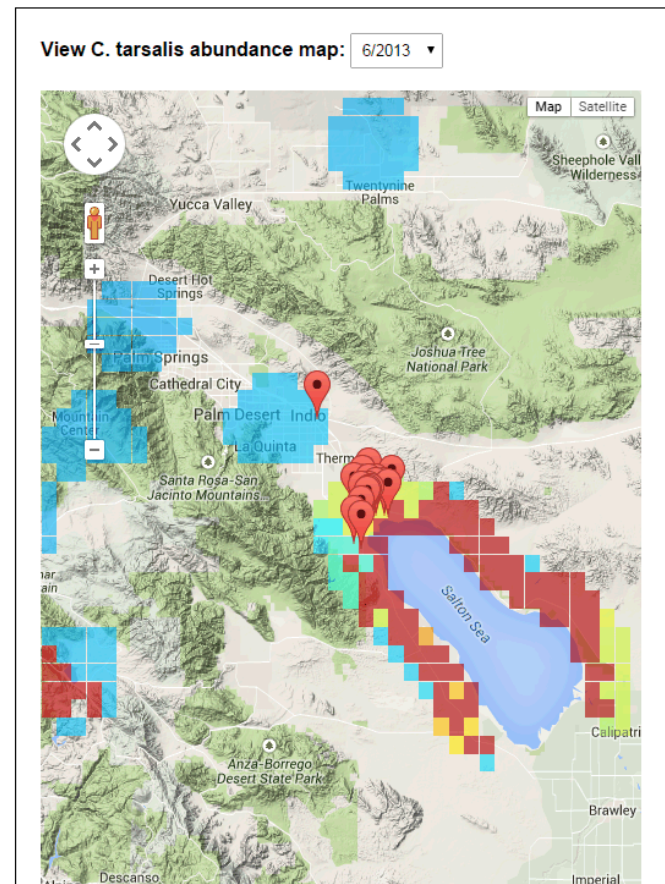 View C. tarsalis abundance map: 6/2013
Map Satellite
Sheephole Vall
Wilderness
Twentynine
Palms
Yucca Valley
Desert Hot
Springs
Joshua Tree
National Park
Palm Springs
Cathedral City
Mountain
Center
Palm Desert Indio
La Quinta
Therm
Santa Rosa-San
Jacinto Mountains...
Salton Sea
Calipatri
Anza-Borrego
Desert State Park
Brawley
Descanso
Imperial